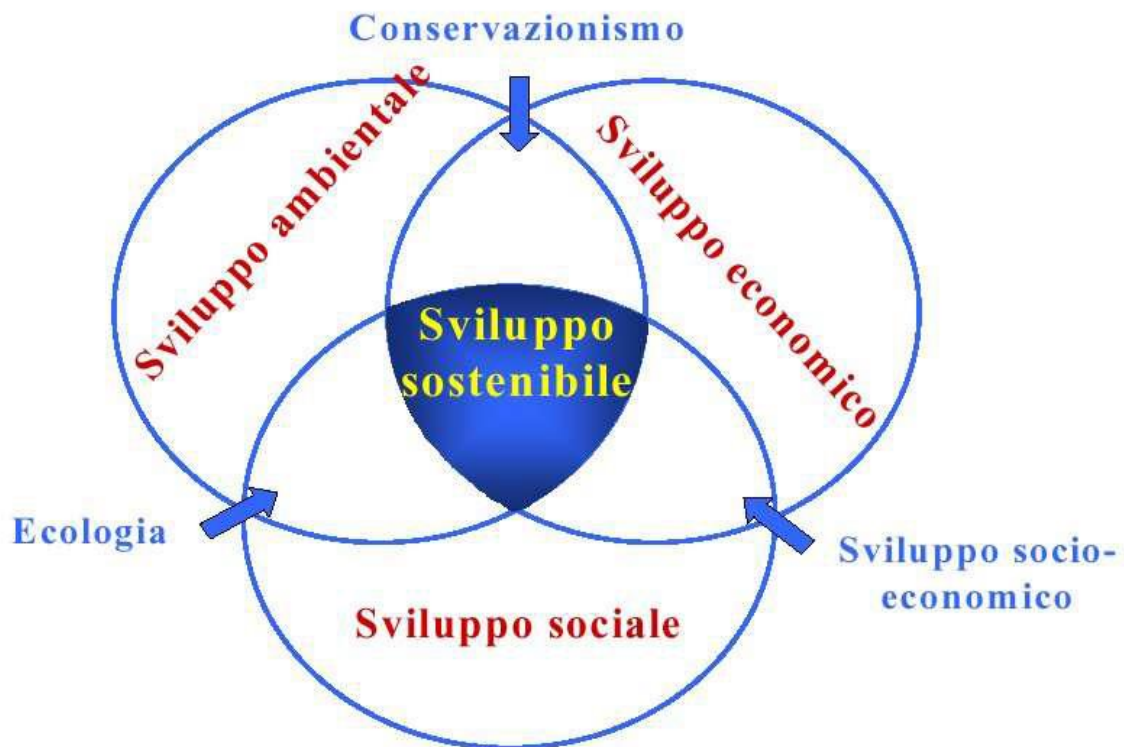 Conservazionismo
Sviluppo ambientale
Sviluppo economico
Sviluppo
sostenibile
Ecologia
Sviluppo socio-
economico
Sviluppo sociale